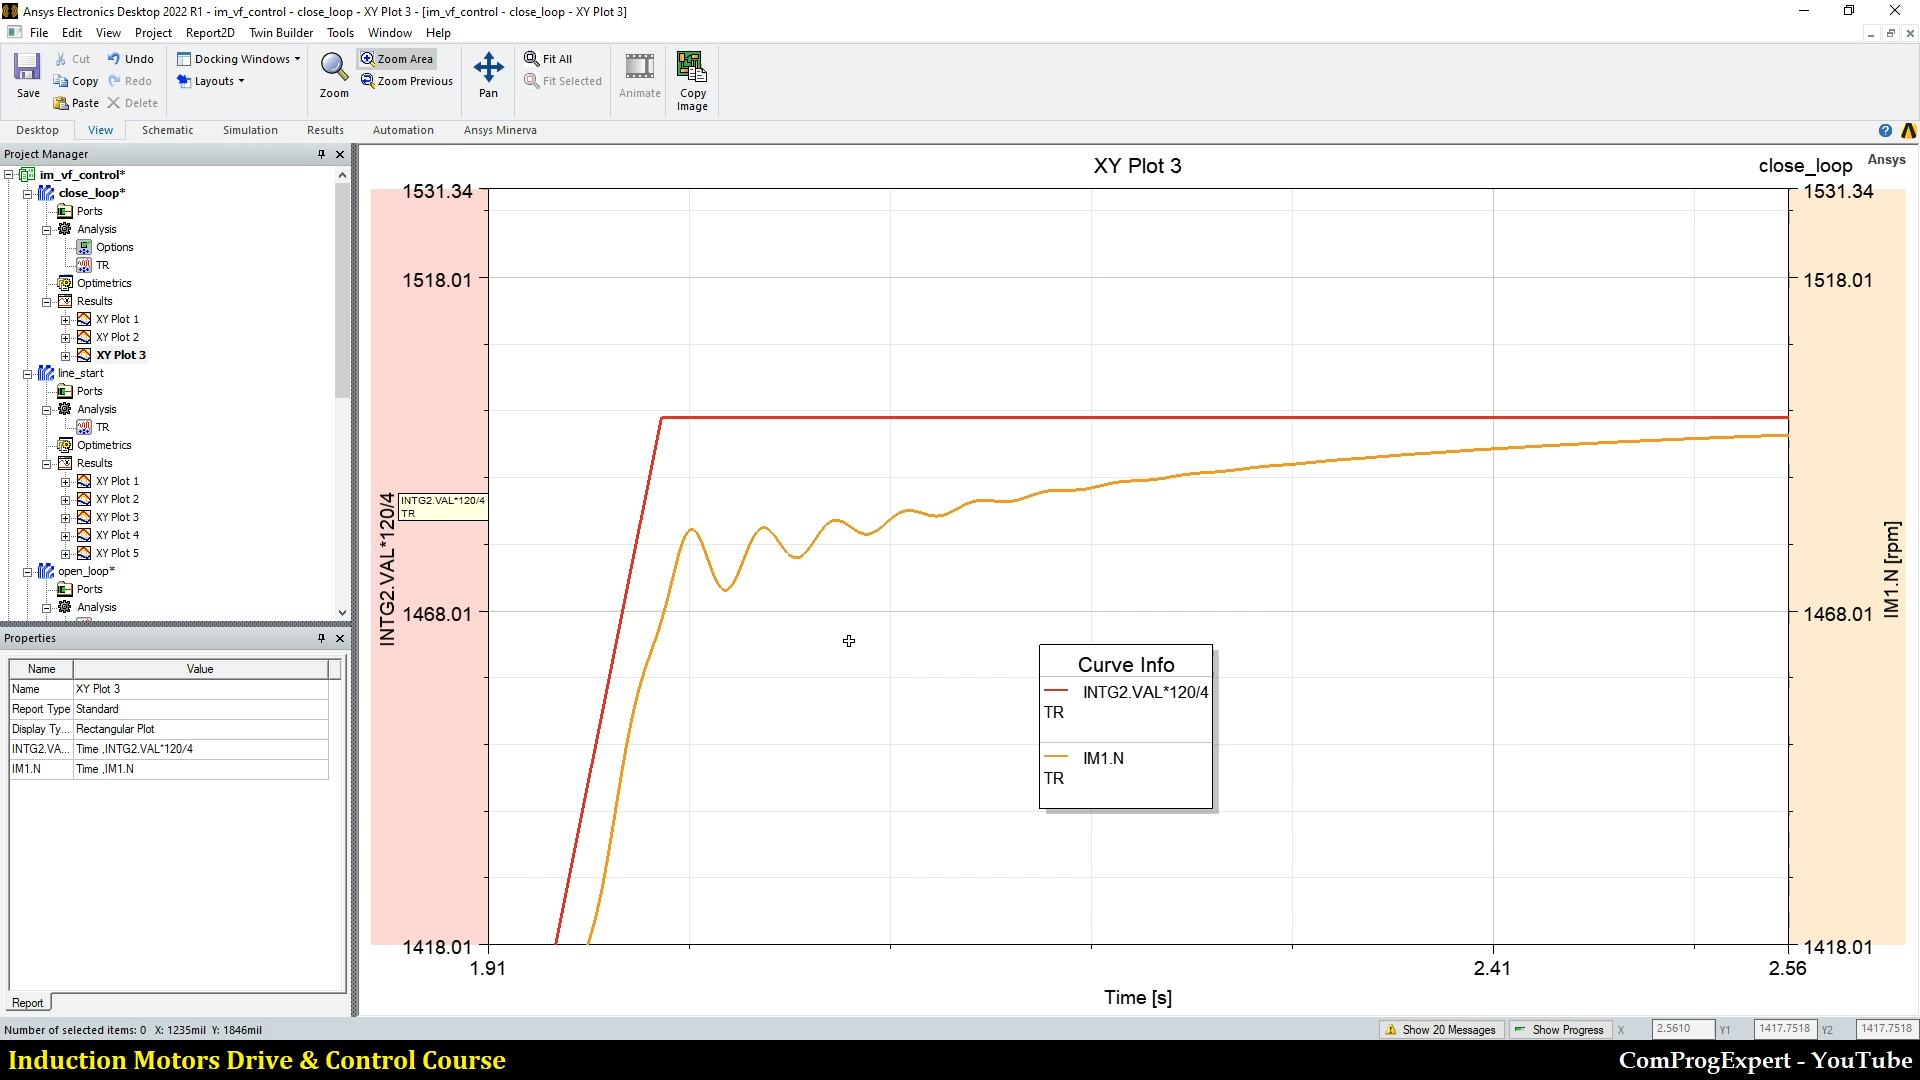 Ansys Electronics Desktop 2022 R1 - im_vf_control - close_loop - XY Plot 3 - [im_vf_control - close_loop - XY Plot 3]
File Edit View Project Report2D Twin Builder Tools Window Help
Save
Cut
Copy
Paste
Undo
Redo
Delete
Docking Windows
Layouts
Zoom
Zoom Area
Zoom Previous
Pan
Fit All
Fit Selected
Animate
Copy
Image
Desktop View Schematic Simulation Results Automation Ansys Minerva
Project Manager
im_vf_control*
close_loop*
Ports
Analysis
Options
TR
Optimetrics
Results
XY Plot 1
XY Plot 2
XY Plot 3
line_start
Ports
Analysis
TR
Optimetrics
Results
XY Plot 1
XY Plot 2
XY Plot 3
XY Plot 4
XY Plot 5
open_loop*
Ports
Analysis
Properties
Name Value
Name XY Plot 3
Report Type Standard
Display Ty... Rectangular Plot
INTG2.VA... Time ,INTG2.VAL*120/4
IM1.N Time ,IM1.N
Report
XY Plot 3
close_loop
Ansys
1531.34
1518.01
1468.01
1418.01
INTG2.VAL*120/4
INTG2.VAL*120/4
TR
1531.34
1518.01
1468.01
1418.01
IM1.N [rpm]
Curve Info
INTG2.VAL*120/4
TR
IM1.N
TR
1.91 2.41 2.56
Time [s]
Number of selected items: 0 X: 1235mil Y: 1846mil
Show 20 Messages Show Progress X 2.5610 Y1 1417.7518 Y2 1417.7518
Induction Motors Drive & Control Course
ComProgExpert - YouTube